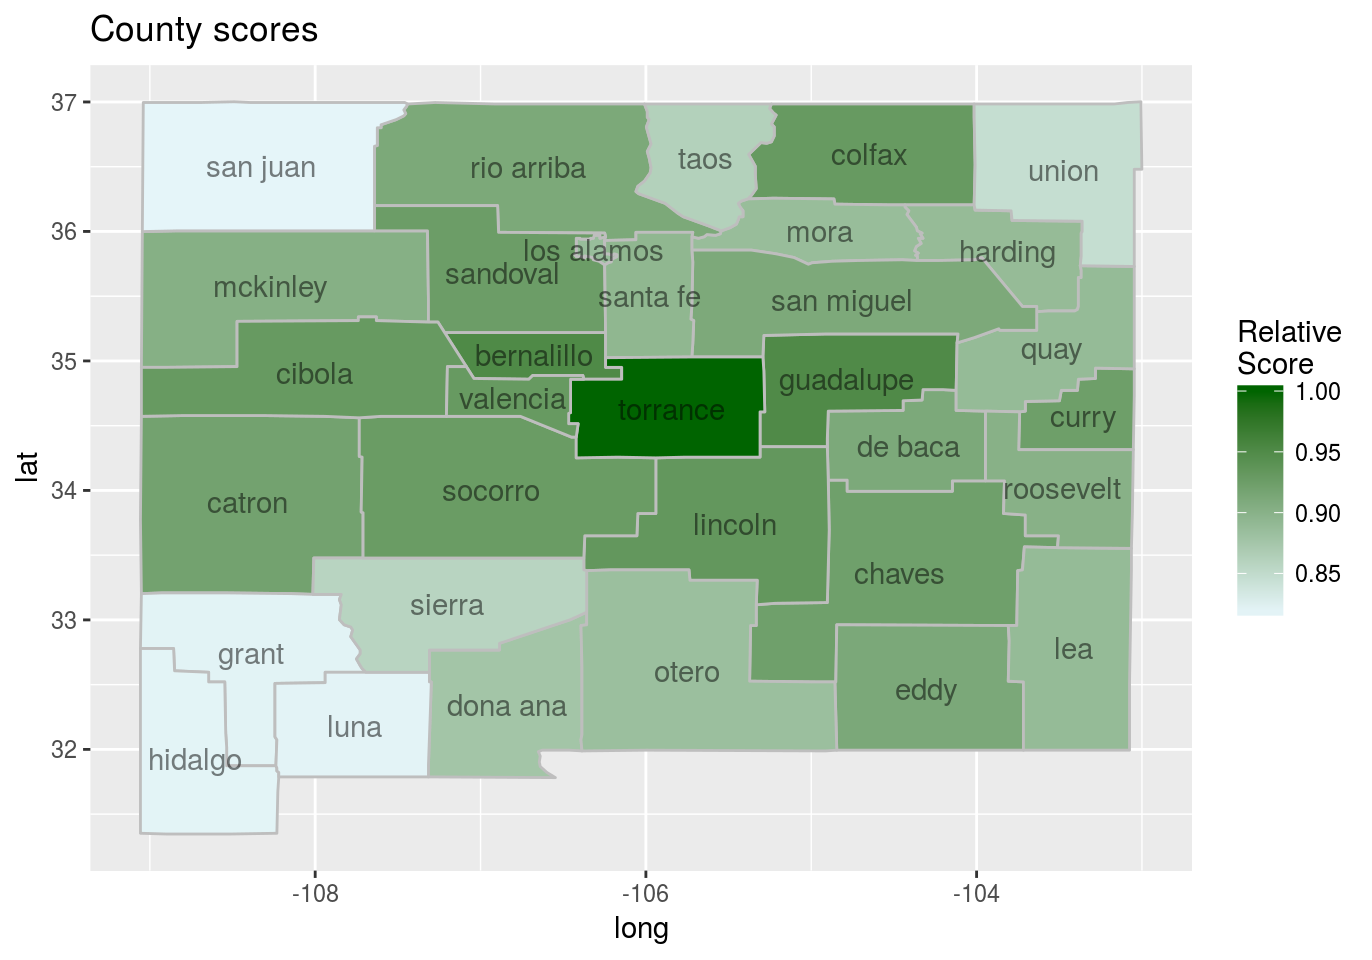 County scores
37
36
35
34
33
32
lat
san juan
rio arriba
taos
colfax
union
mora
los alamos
harding
sandoval
mckinley
santa fe
san miguel
quay
bernalillo
cibola
guadalupe
valencia
torrance
curry
de baca
socorro
roosevelt
catron
lincoln
chaves
sierra
grant
lea
otero
eddy
dona ana
luna
hidalgo
-108
-106
-104
long
Relative
Score
1.00
0.95
0.90
0.85